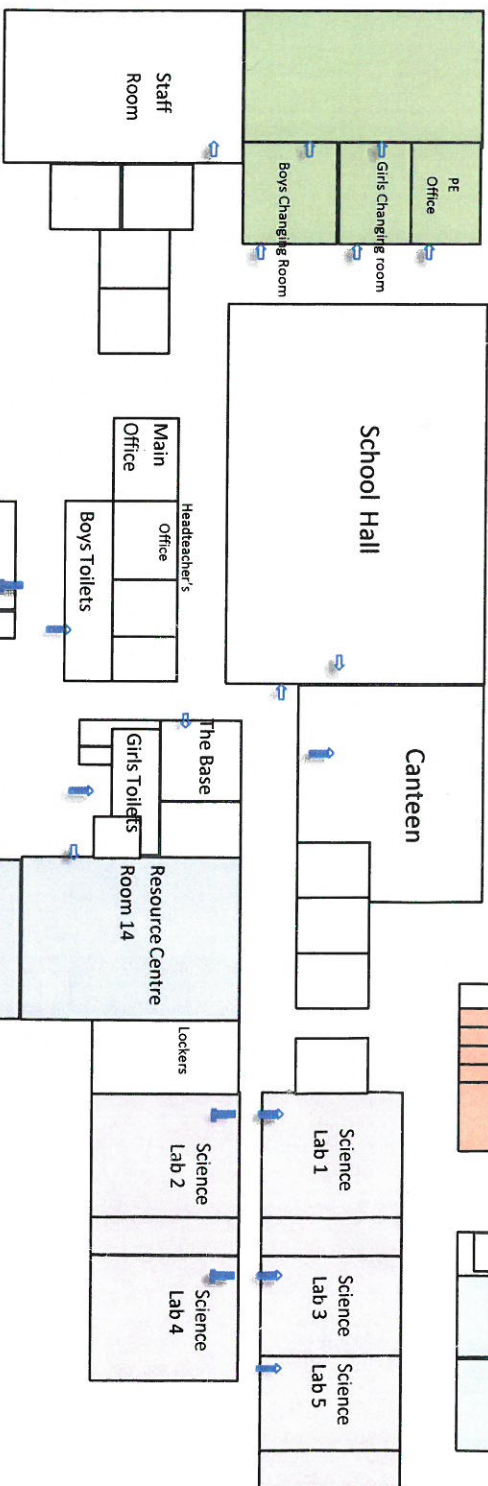 PE
Office
Girls Changing room
Boys Changing Room
School Hall
Canteen
Science
Lab 1
Science
Lab 3
Science
Lab 5
Staff
Room
Main
Office
Headteacher's
Office
Boys Toilets
The Base
Girls Toilets
Resource Centre
Room 14
Lockers
Science
Lab 2
Science
Lab 4